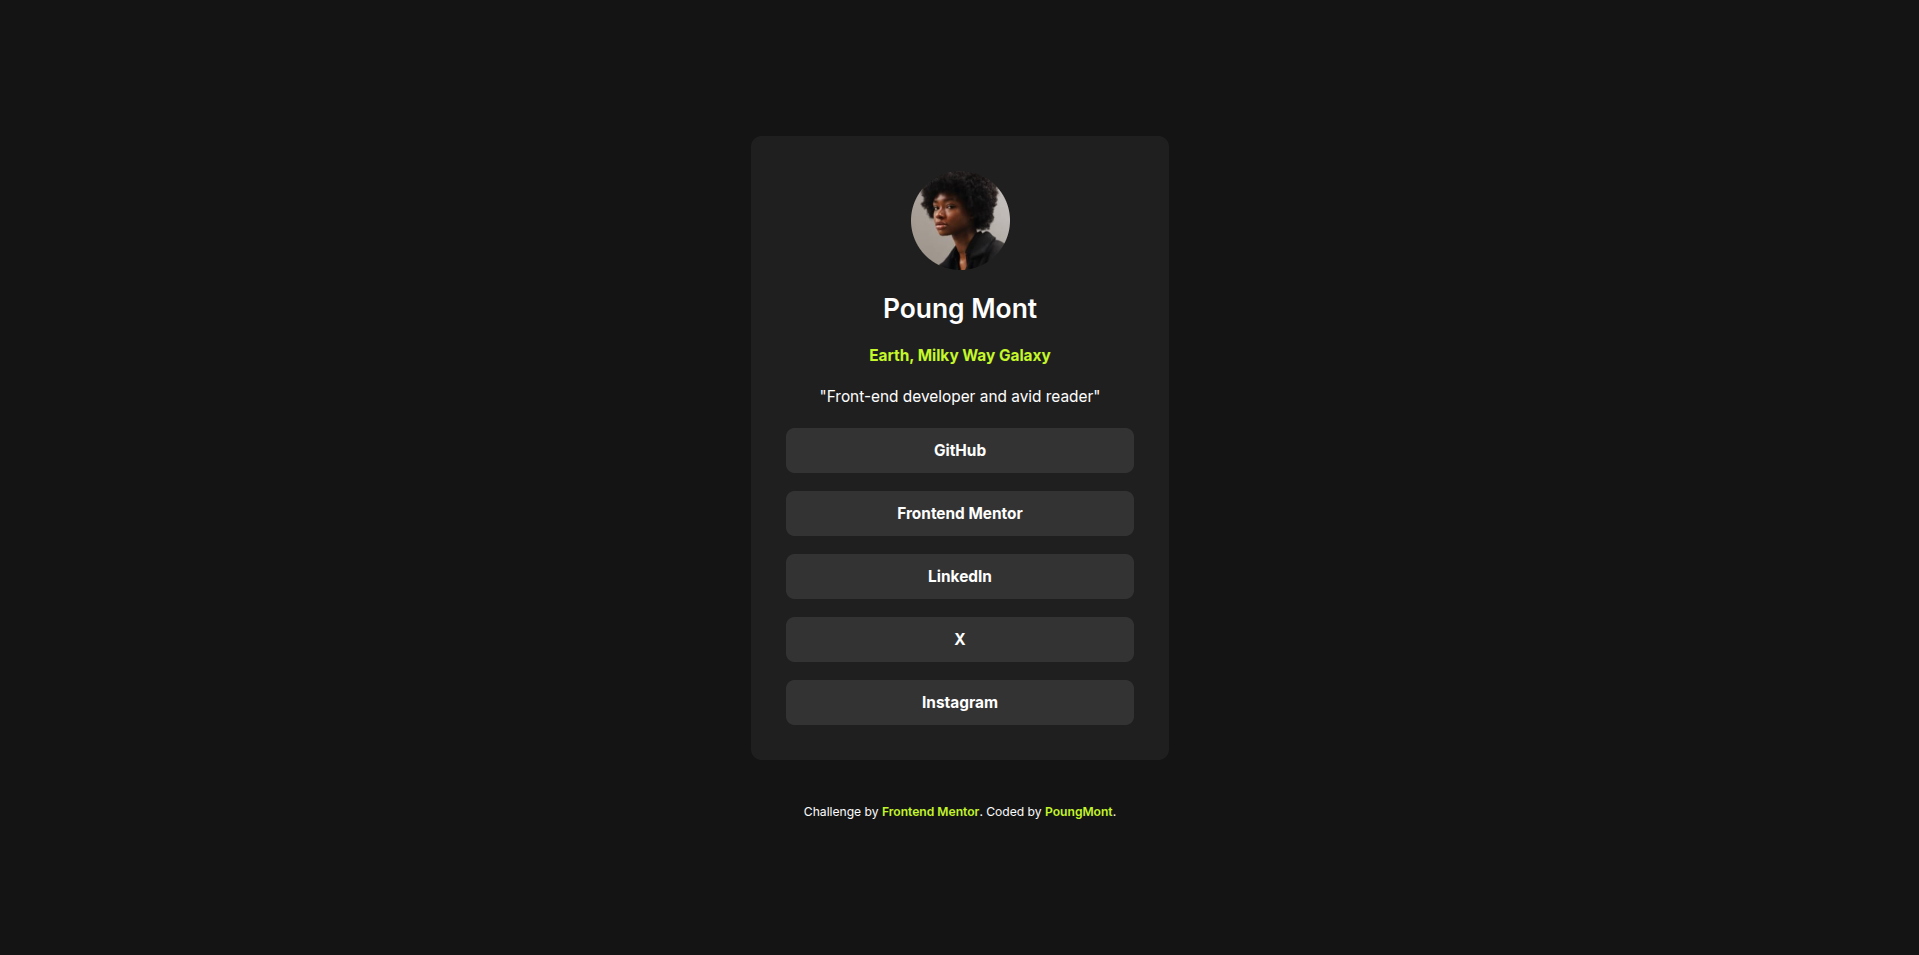 Poung Mont
Earth, Milky Way Galaxy
"Front-end developer and avid reader"
GitHub
Frontend Mentor
LinkedIn
X
Instagram
Challenge by Frontend Mentor. Coded by PoungMont.